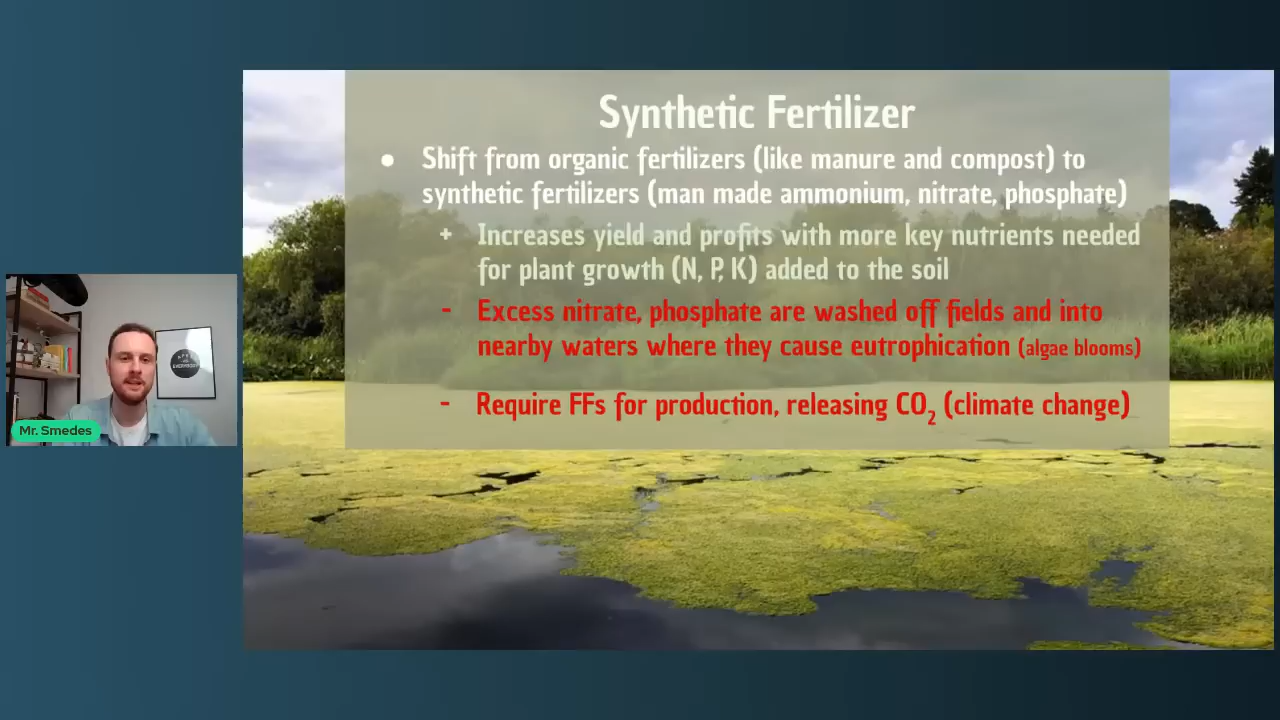 Synthetic Fertilizer
● Shift from organic fertilizers (like manure and compost) to
synthetic fertilizers (man made ammonium, nitrate, phosphate)
+ Increases yield and profits with more key nutrients needed
for plant growth (N, P, K) added to the soil
- Excess nitrate, phosphate are washed off fields and into
nearby waters where they cause eutrophication (algae blooms)
- Require FFs for production, releasing CO₂ (climate change)
Mr. Smedes